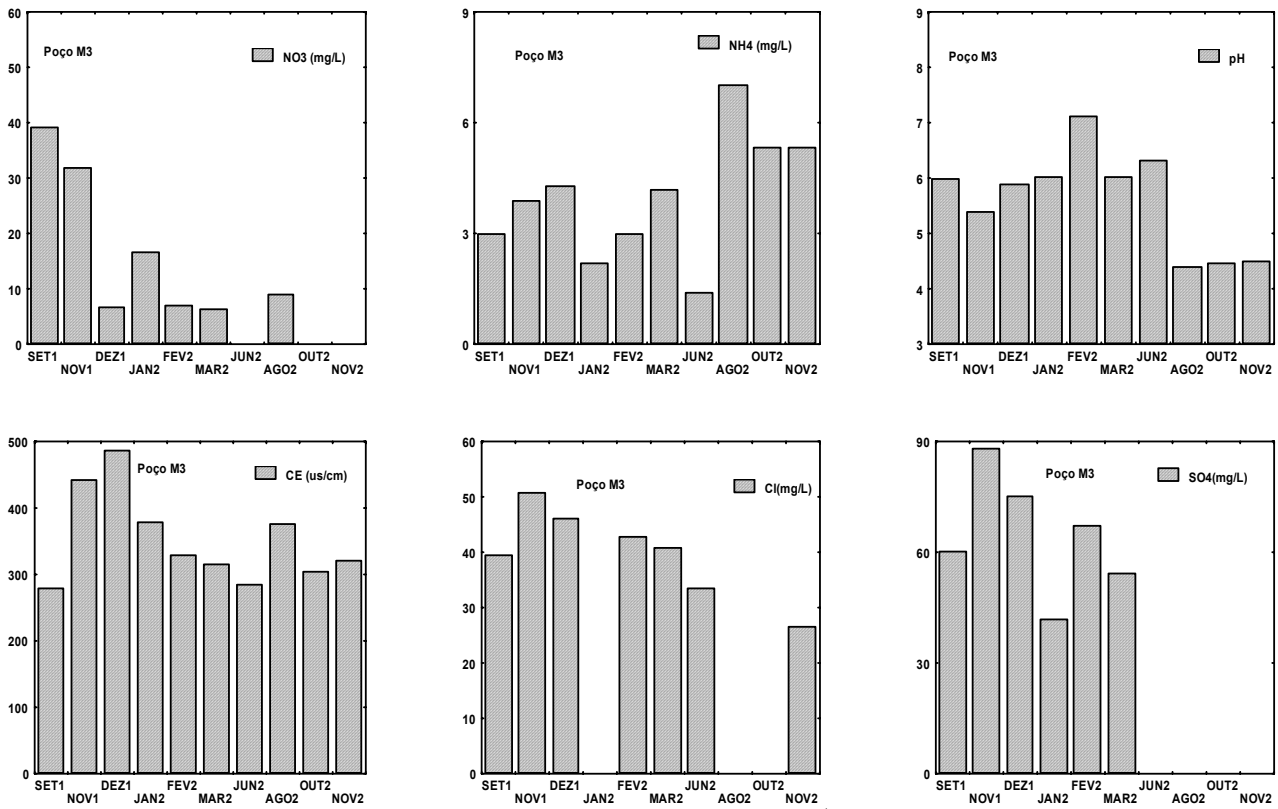 60
50
40
30
20
10
0
Poço M3
NO3 (mg/L)
SET1 DEZ1 FEV2 JUN2 OUT2
NOV1 JAN2 MAR2 AGO2 NOV2
9
6
3
0
Poço M3
NH4 (mg/L)
SET1 DEZ1 FEV2 JUN2 OUT2
NOV1 JAN2 MAR2 AGO2 NOV2
9
8
7
6
5
4
3
Poço M3
pH
SET1 DEZ1 FEV2 JUN2 OUT2
NOV1 JAN2 MAR2 AGO2 NOV2
500
400
300
200
100
0
Poço M3
CE (us/cm)
SET1 DEZ1 FEV2 JUN2 OUT2
NOV1 JAN2 MAR2 AGO2 NOV2
60
50
40
30
20
10
0
Poço M3
Cl(mg/L)
SET1 DEZ1 FEV2 JUN2 OUT2
NOV1 JAN2 MAR2 AGO2 NOV2
90
60
30
0
Poço M3
SO4(mg/L)
SET1 DEZ1 FEV2 JUN2 OUT2
NOV1 JAN2 MAR2 AGO2 NOV2